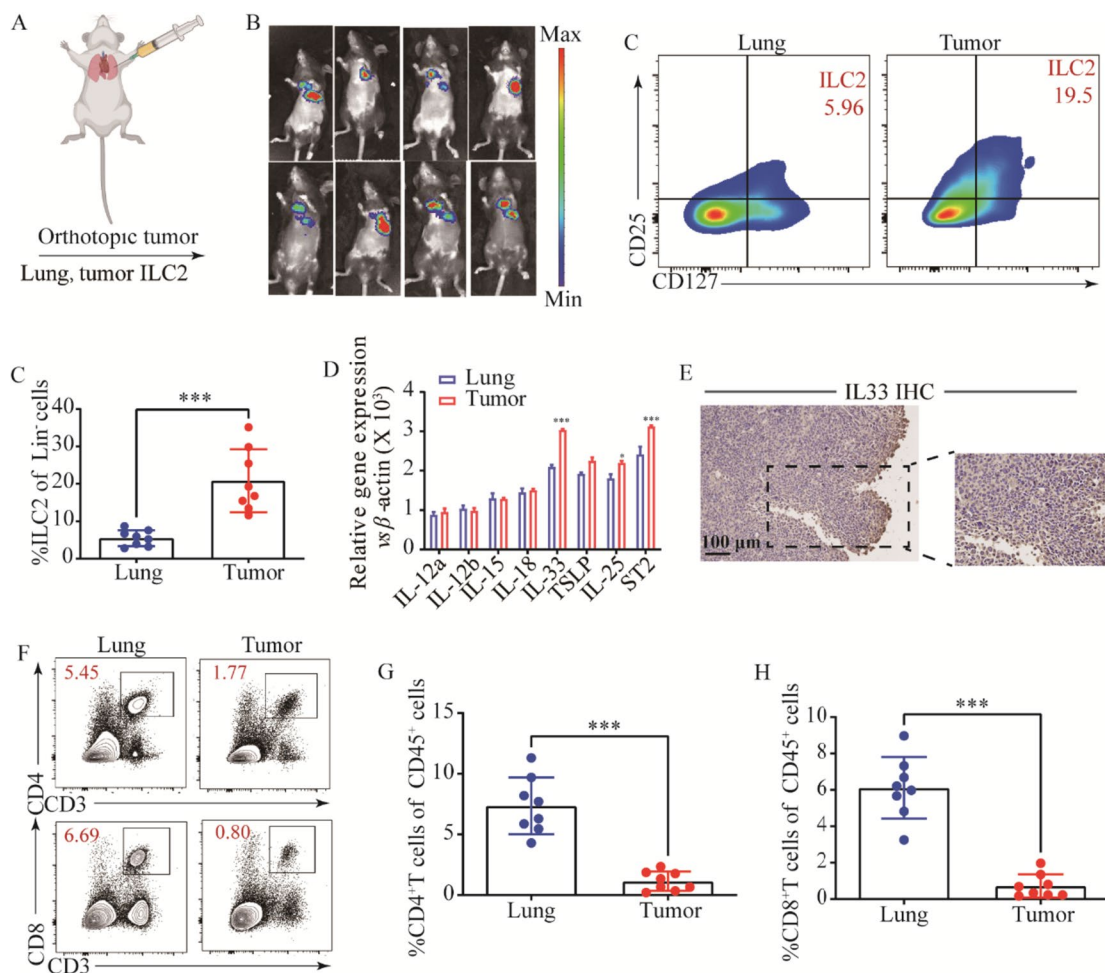 A
Orthotopic tumor
Lung, tumor ILC2
B
Max
Min
C
Lung
Tumor
ILC2
5.96
ILC2
19.5
CD25
CD127
C
***
%ILC2 of Lin⁻ cells
40
30
20
10
0
Lung
Tumor
D
Lung
Tumor
Relative gene expression
vs β-actin (X 10³)
4
3
2
1
0
***
*
***
IL-12a
IL-12b
IL-15
IL-18
IL-33
TSLP
IL-25
ST2
E
IL33 IHC
100 μm
F
Lung
Tumor
5.45
1.77
CD4
CD3
6.69
0.80
CD8
CD3
G
***
%CD4⁺T cells of CD45⁺ cells
15
10
5
0
Lung
Tumor
H
***
%CD8⁺T cells of CD45⁺ cells
10
8
6
4
2
0
Lung
Tumor